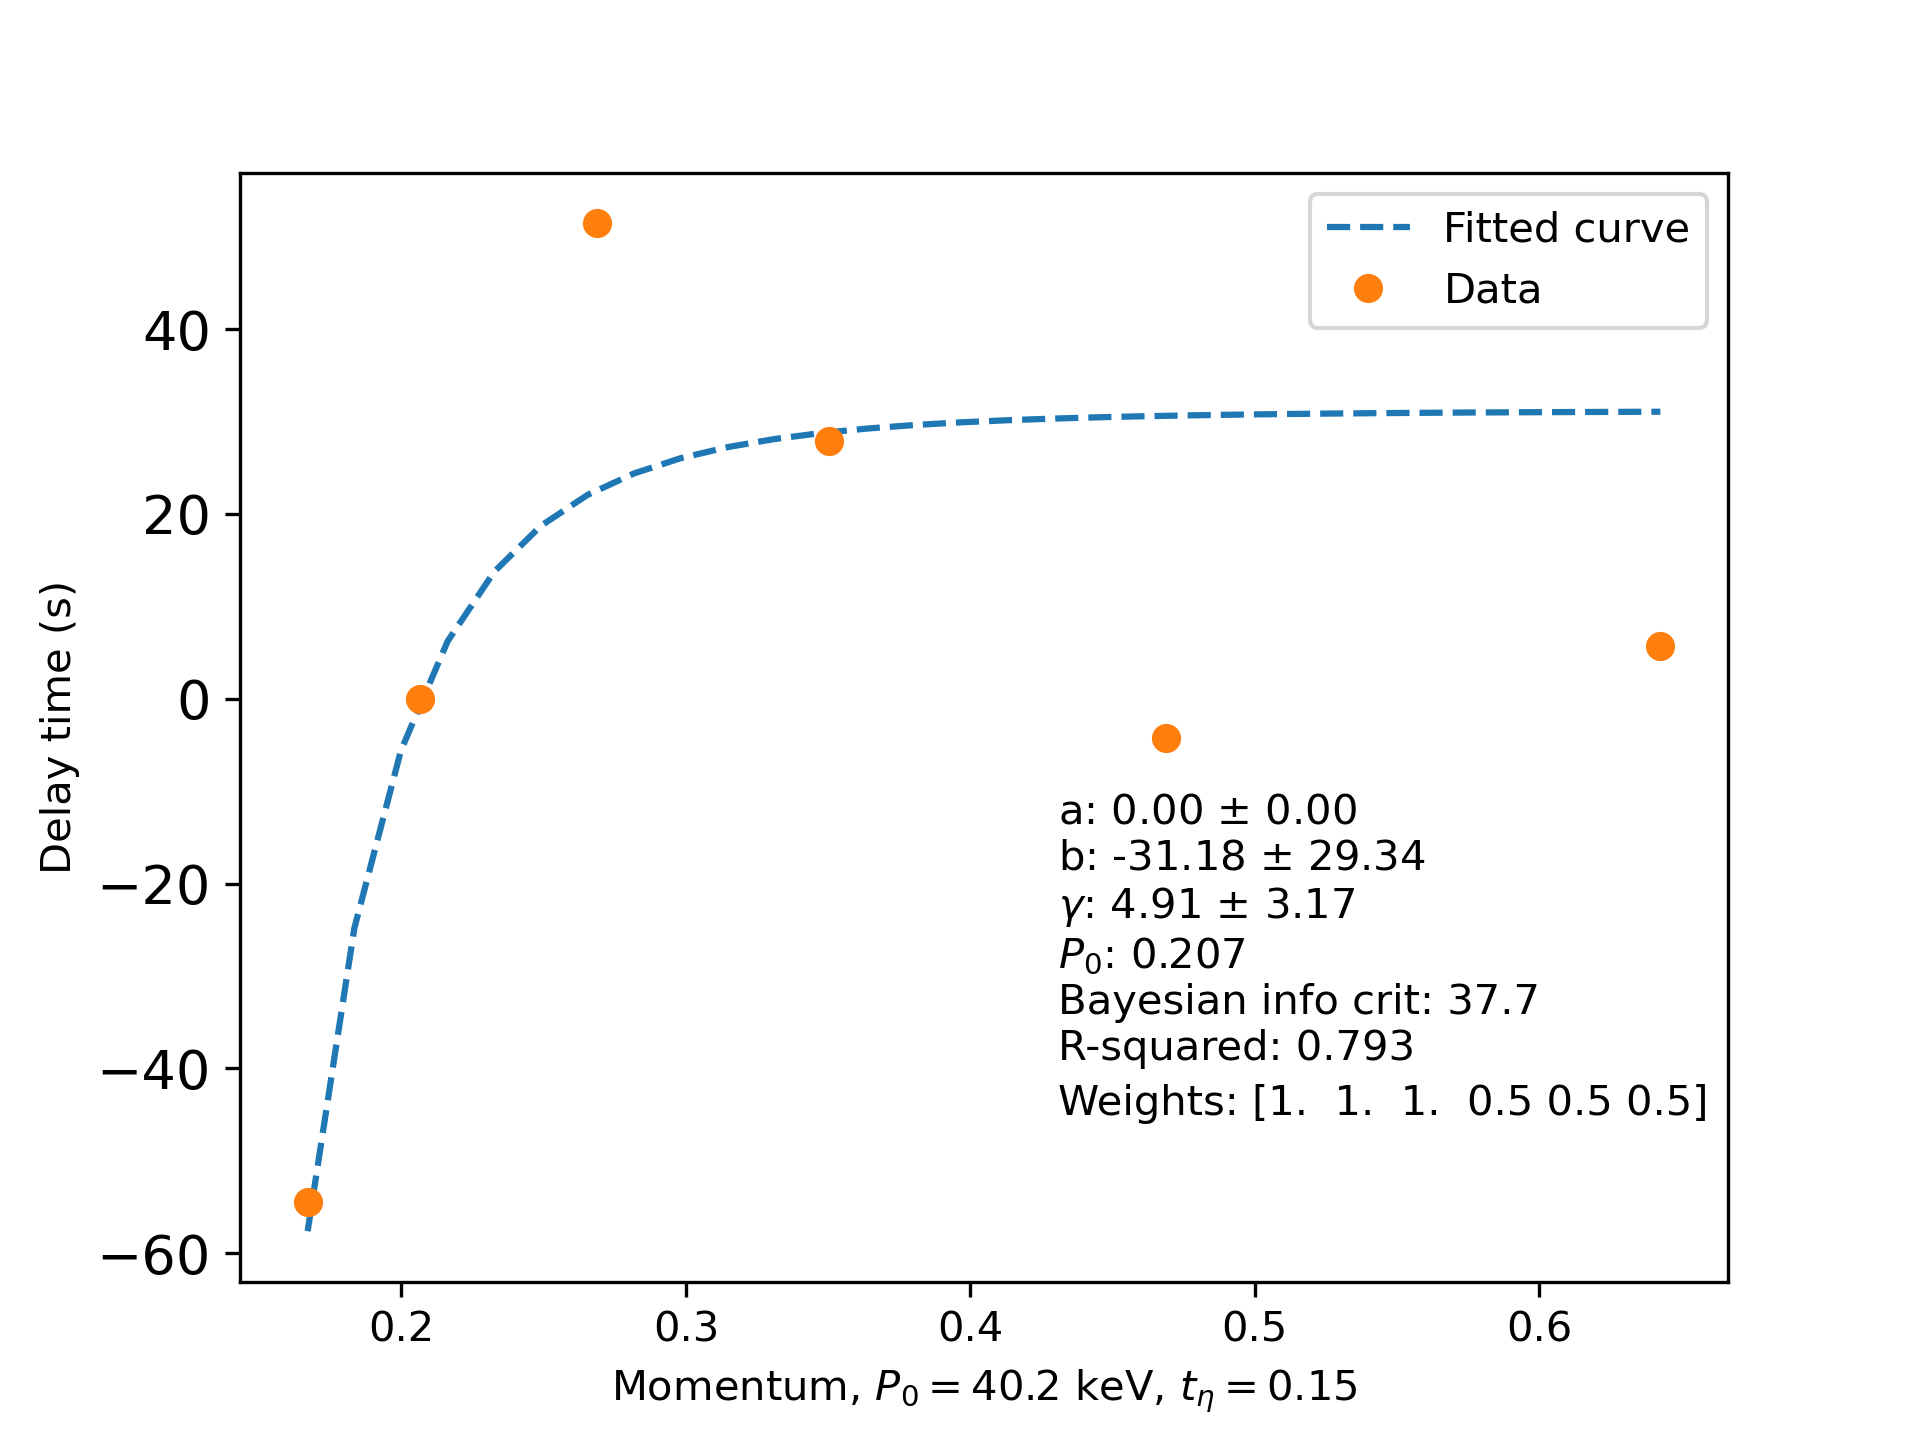 Fitted curve
Data
40
20
0
−20
−40
−60
Delay time (s)
a: 0.00 ± 0.00
b: -31.18 ± 29.34
γ: 4.91 ± 3.17
P₀: 0.207
Bayesian info crit: 37.7
R-squared: 0.793
Weights: [1.  1.  1.  0.5 0.5 0.5]
0.2 0.3 0.4 0.5 0.6
Momentum, P₀ = 40.2 keV, t_η = 0.15